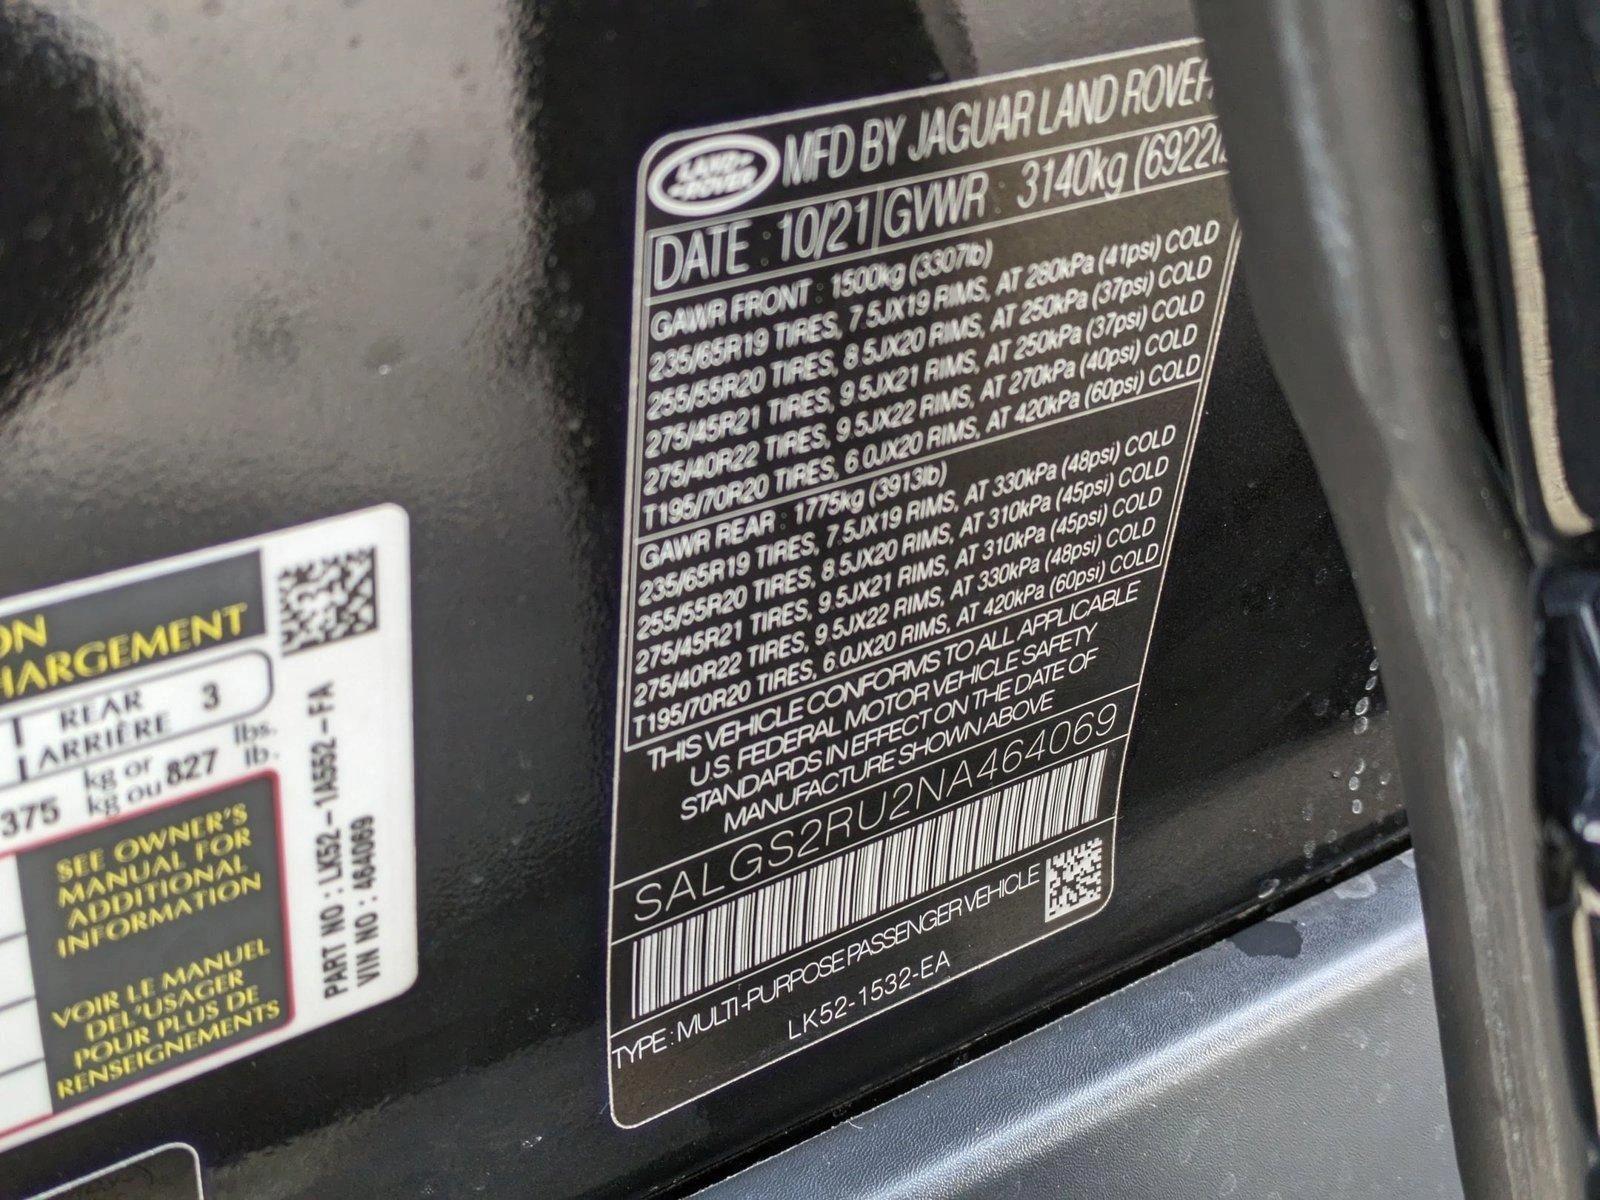 LAND ROVER
MFD BY JAGUAR LAND ROVER
DATE : 10/21 GVWR : 3140kg (6922
GAWR FRONT : 1500kg (3307lb)
235/65R19 TIRES, 7.5JX19 RIMS, AT 280kPa (41psi) COLD
255/55R20 TIRES, 8.5JX20 RIMS, AT 250kPa (37psi) COLD
275/45R21 TIRES, 9.5JX21 RIMS, AT 250kPa (37psi) COLD
275/40R22 TIRES, 9.5JX22 RIMS, AT 270kPa (40psi) COLD
T195/70R20 TIRES, 6.0JX20 RIMS, AT 420kPa (60psi) COLD
GAWR REAR : 1775kg (3913lb)
235/65R19 TIRES, 7.5JX19 RIMS, AT 330kPa (48psi) COLD
255/55R20 TIRES, 8.5JX20 RIMS, AT 310kPa (45psi) COLD
275/45R21 TIRES, 9.5JX21 RIMS, AT 310kPa (45psi) COLD
275/40R22 TIRES, 9.5JX22 RIMS, AT 330kPa (48psi) COLD
T195/70R20 TIRES, 6.0JX20 RIMS, AT 420kPa (60psi) COLD
THIS VEHICLE CONFORMS TO ALL APPLICABLE
U.S. FEDERAL MOTOR VEHICLE SAFETY
STANDARDS IN EFFECT ON THE DATE OF
MANUFACTURE SHOWN ABOVE
SALGS2RU2NA464069
TYPE : MULTI-PURPOSE PASSENGER VEHICLE
LK52-1532-EA
ON
HARGEMENT
REAR 3
ARRIÈRE
375 kg or 827 lbs.
kg ou lb.
SEE OWNER'S
MANUAL FOR
ADDITIONAL
INFORMATION
VOIR LE MANUEL
DE L'USAGER
POUR PLUS DE
RENSEIGNEMENTS
PART NO : LK52-1A552-FA
VIN NO : 464069